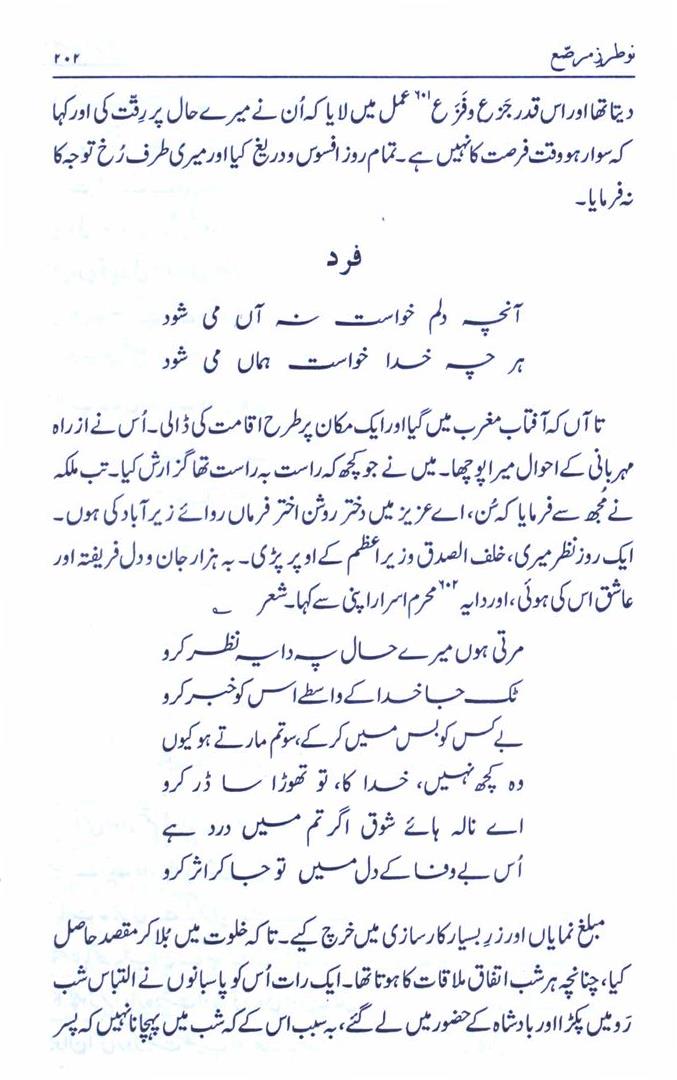 نو طرزِ مرصّع
۲۰۲
دیتا تھا اور اس قدر جَزَع و فَزَع ۶۰۱ عمل میں لایا کہ اُن نے میرے حال پر رِقّت کی اور کہا
کہ سوار ہو وقت فرصت کا نہیں ہے۔ تمام روز افسوس و دریغ کیا اور میری طرف رُخ توجہ کا
نہ فرمایا۔
فرد
آنچہ دلم خواست نہ آں می شود
ہر چہ خدا خواست ہماں می شود
تا آں کہ آفتاب مغرب میں گیا اور ایک مکان پر طرح اقامت کی ڈالی۔ اُس نے از راہ
مہربانی کے احوال میرا پوچھا۔ میں نے جو کچھ کہ راست بہ راست تھا گزارش کیا۔ تب ملکہ
نے مُجھ سے فرمایا کہ سُن، اے عزیز میں دختر روشن اختر فرماں روائے زیر آباد کی ہوں۔
ایک روز نظر میری، خلف الصدق وزیر اعظم کے اوپر پڑی۔ بہ ہزار جان و دل فریفتہ اور
عاشق اس کی ہوئی، اور دایہ ۶۰۲ محرم اسرار اپنی سے کہا۔ شعر ؎
مرتی ہوں میرے حال پہ دایہ نظر کرو
ٹک جا خدا کے واسطے اس کو خبر کرو
بے کس کو بس میں کر کے، سو تم مارتے ہو کیوں
وہ کچھ نہیں، خدا کا، تو تھوڑا سا ڈر کرو
اے نالہ ہائے شوق اگر تم میں درد ہے
اُس بے وفا کے دل میں تو جا کر اثر کرو
مبلغ نمایاں اور زرِ بسیار کارسازی میں خرچ کیے۔ تا کہ خلوت میں بُلا کر مقصد حاصل
کیا، چنانچہ ہر شب اتفاق ملاقات کا ہوتا تھا۔ ایک رات اُس کو پاسبانوں نے التباس شب
رَو میں پکڑا اور بادشاہ کے حضور میں لے گئے، بہ سبب اس کے کہ شب میں پہچانا نہیں کہ پسر